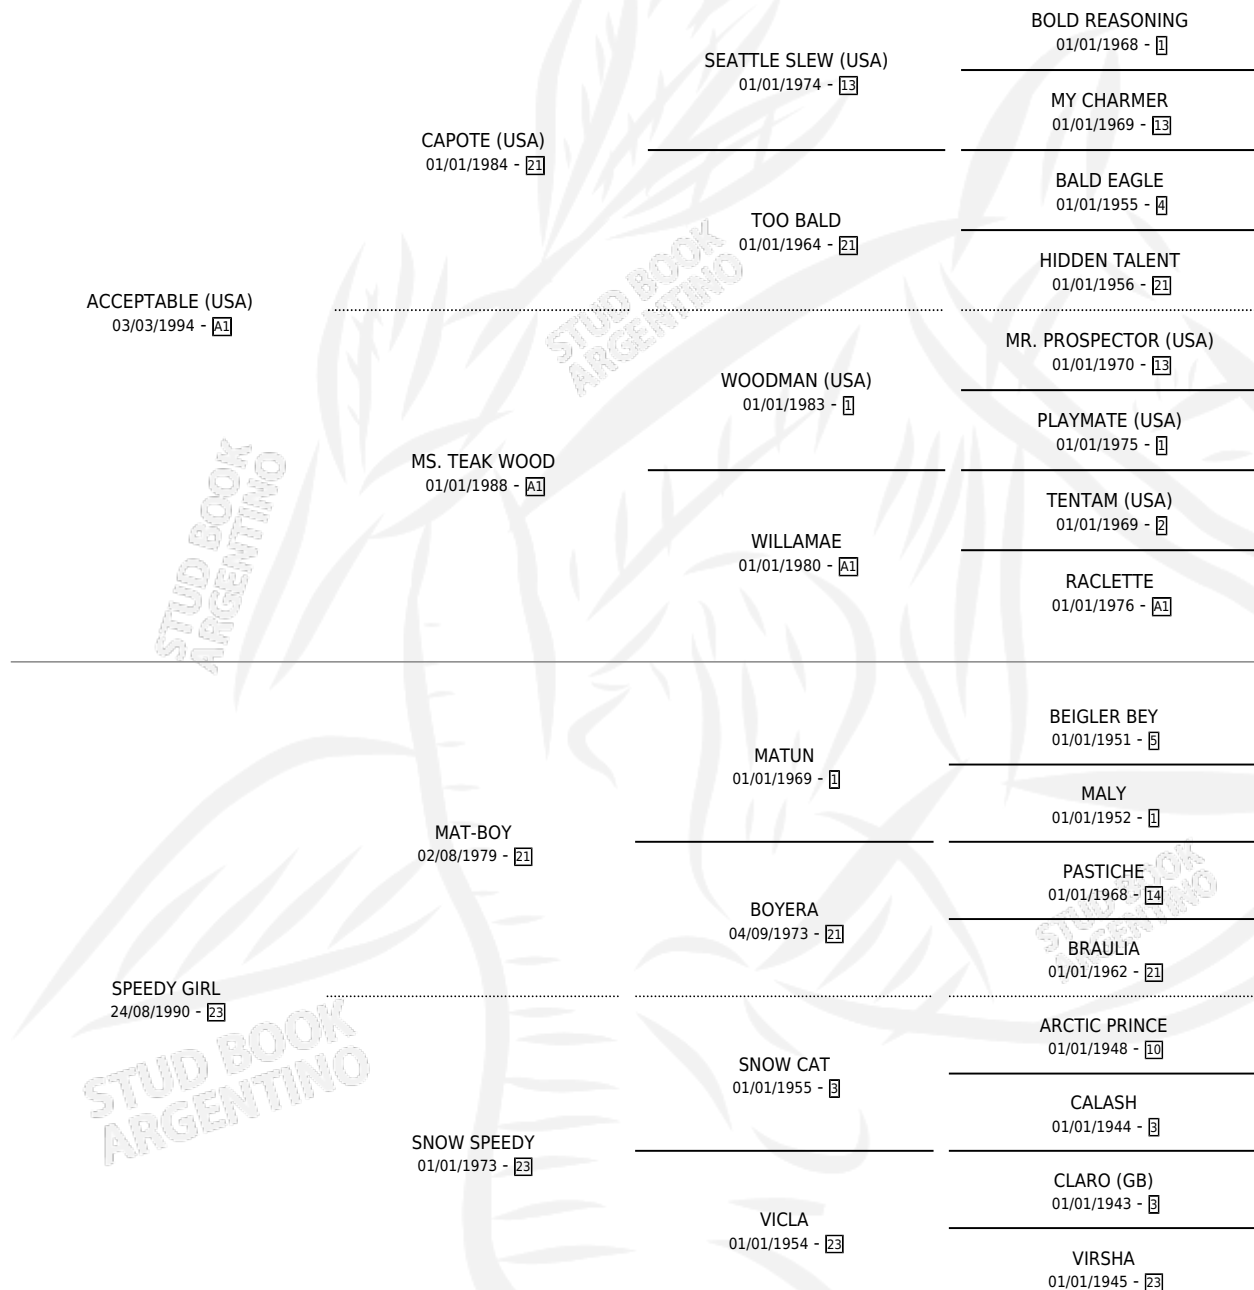 BOLD REASONING
01/01/1968 - 1
SEATTLE SLEW (USA)
01/01/1974 - 13
MY CHARMER
01/01/1969 - 13
CAPOTE (USA)
01/01/1984 - 21
BALD EAGLE
01/01/1955 - 4
TOO BALD
01/01/1964 - 21
HIDDEN TALENT
01/01/1956 - 21
ACCEPTABLE (USA)
03/03/1994 - A1
MR. PROSPECTOR (USA)
01/01/1970 - 13
WOODMAN (USA)
01/01/1983 - 1
PLAYMATE (USA)
01/01/1975 - 1
MS. TEAK WOOD
01/01/1988 - A1
TENTAM (USA)
01/01/1969 - 2
WILLAMAE
01/01/1980 - A1
RACLETTE
01/01/1976 - A1
BEIGLER BEY
01/01/1951 - 5
MATUN
01/01/1969 - 1
MALY
01/01/1952 - 1
MAT-BOY
02/08/1979 - 21
PASTICHE
01/01/1968 - 14
BOYERA
04/09/1973 - 21
BRAULIA
01/01/1962 - 21
SPEEDY GIRL
24/08/1990 - 23
ARCTIC PRINCE
01/01/1948 - 10
SNOW CAT
01/01/1955 - 3
CALASH
01/01/1944 - 3
SNOW SPEEDY
01/01/1973 - 23
CLARO (GB)
01/01/1943 - 3
VICLA
01/01/1954 - 23
VIRSHA
01/01/1945 - 23
STUD BOOK
ARGENTINO
STUD BOOK
ARGENTINO
STUD BOOK
ARGENTINO
STUD BOOK
ARGENTINO